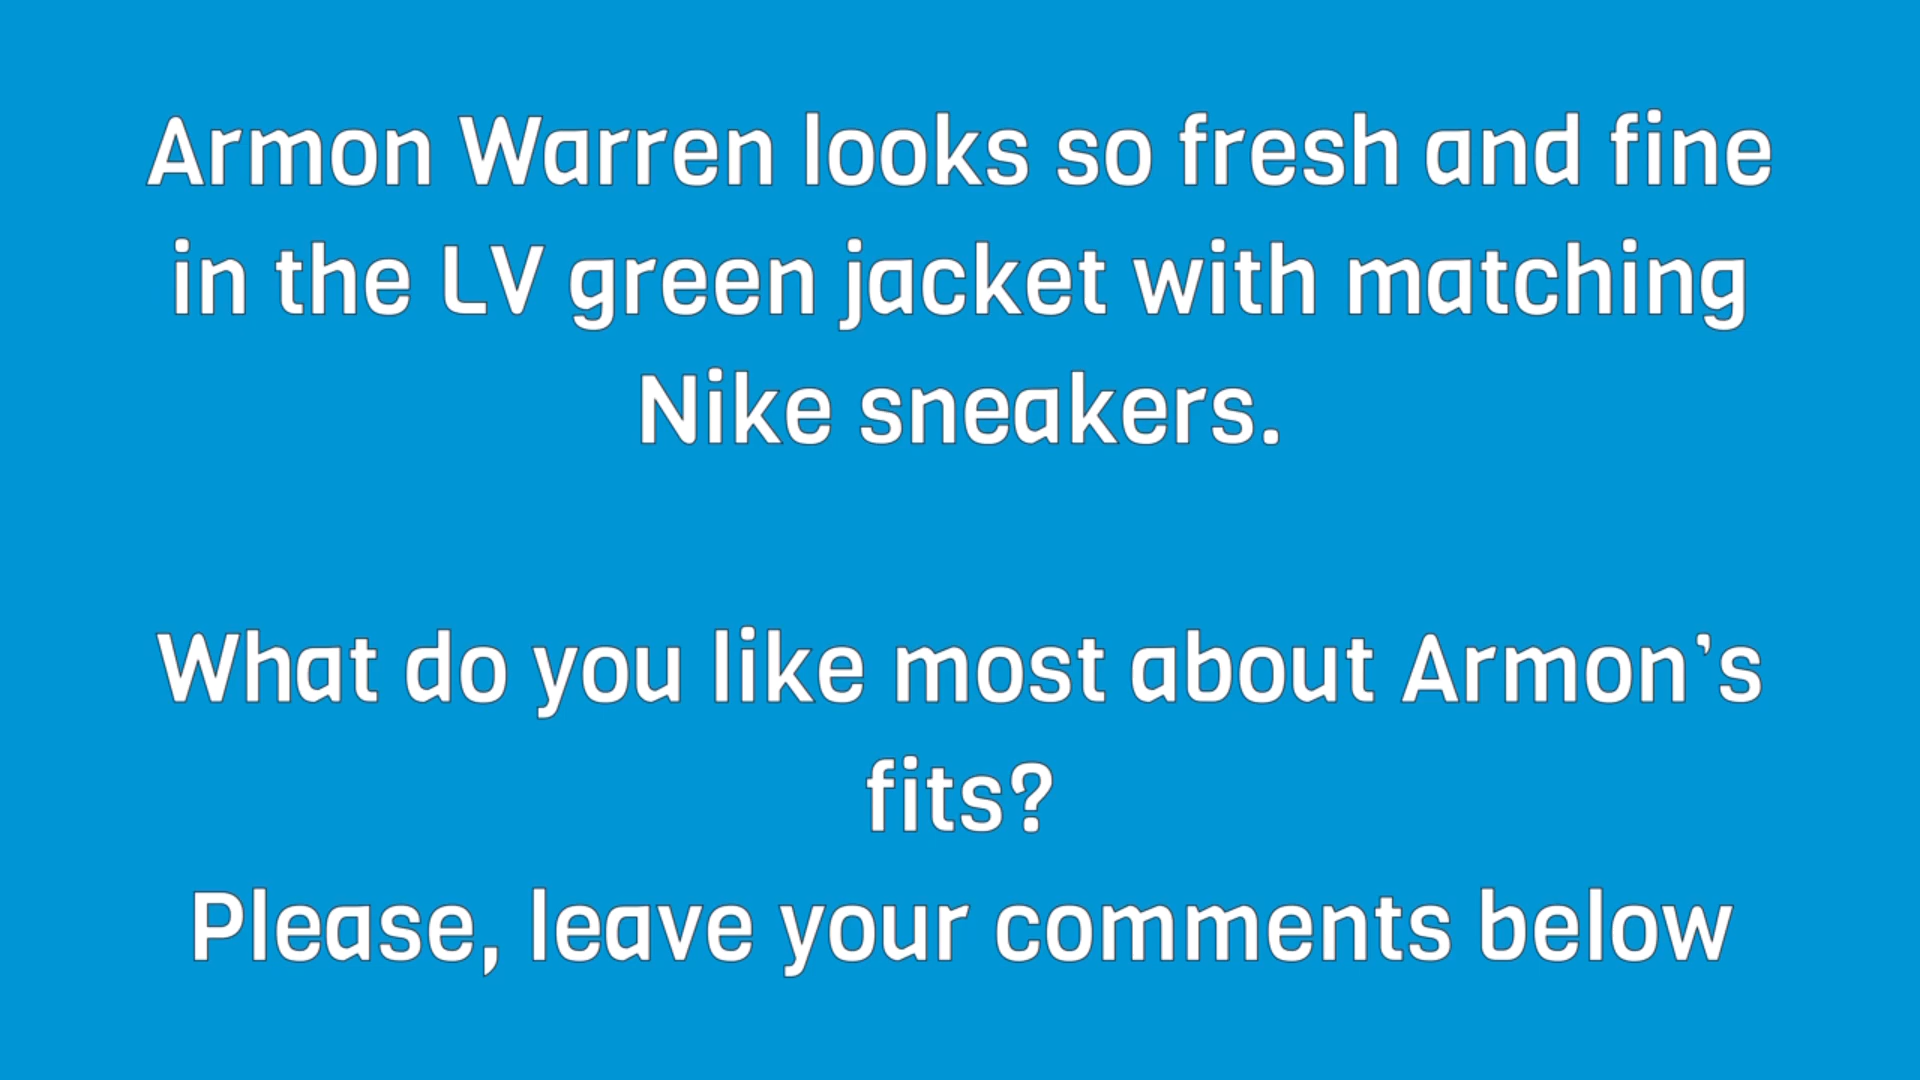 Armon Warren looks so fresh and fine
in the LV green jacket with matching
Nike sneakers.
What do you like most about Armon's
fits?
Please, leave your comments below